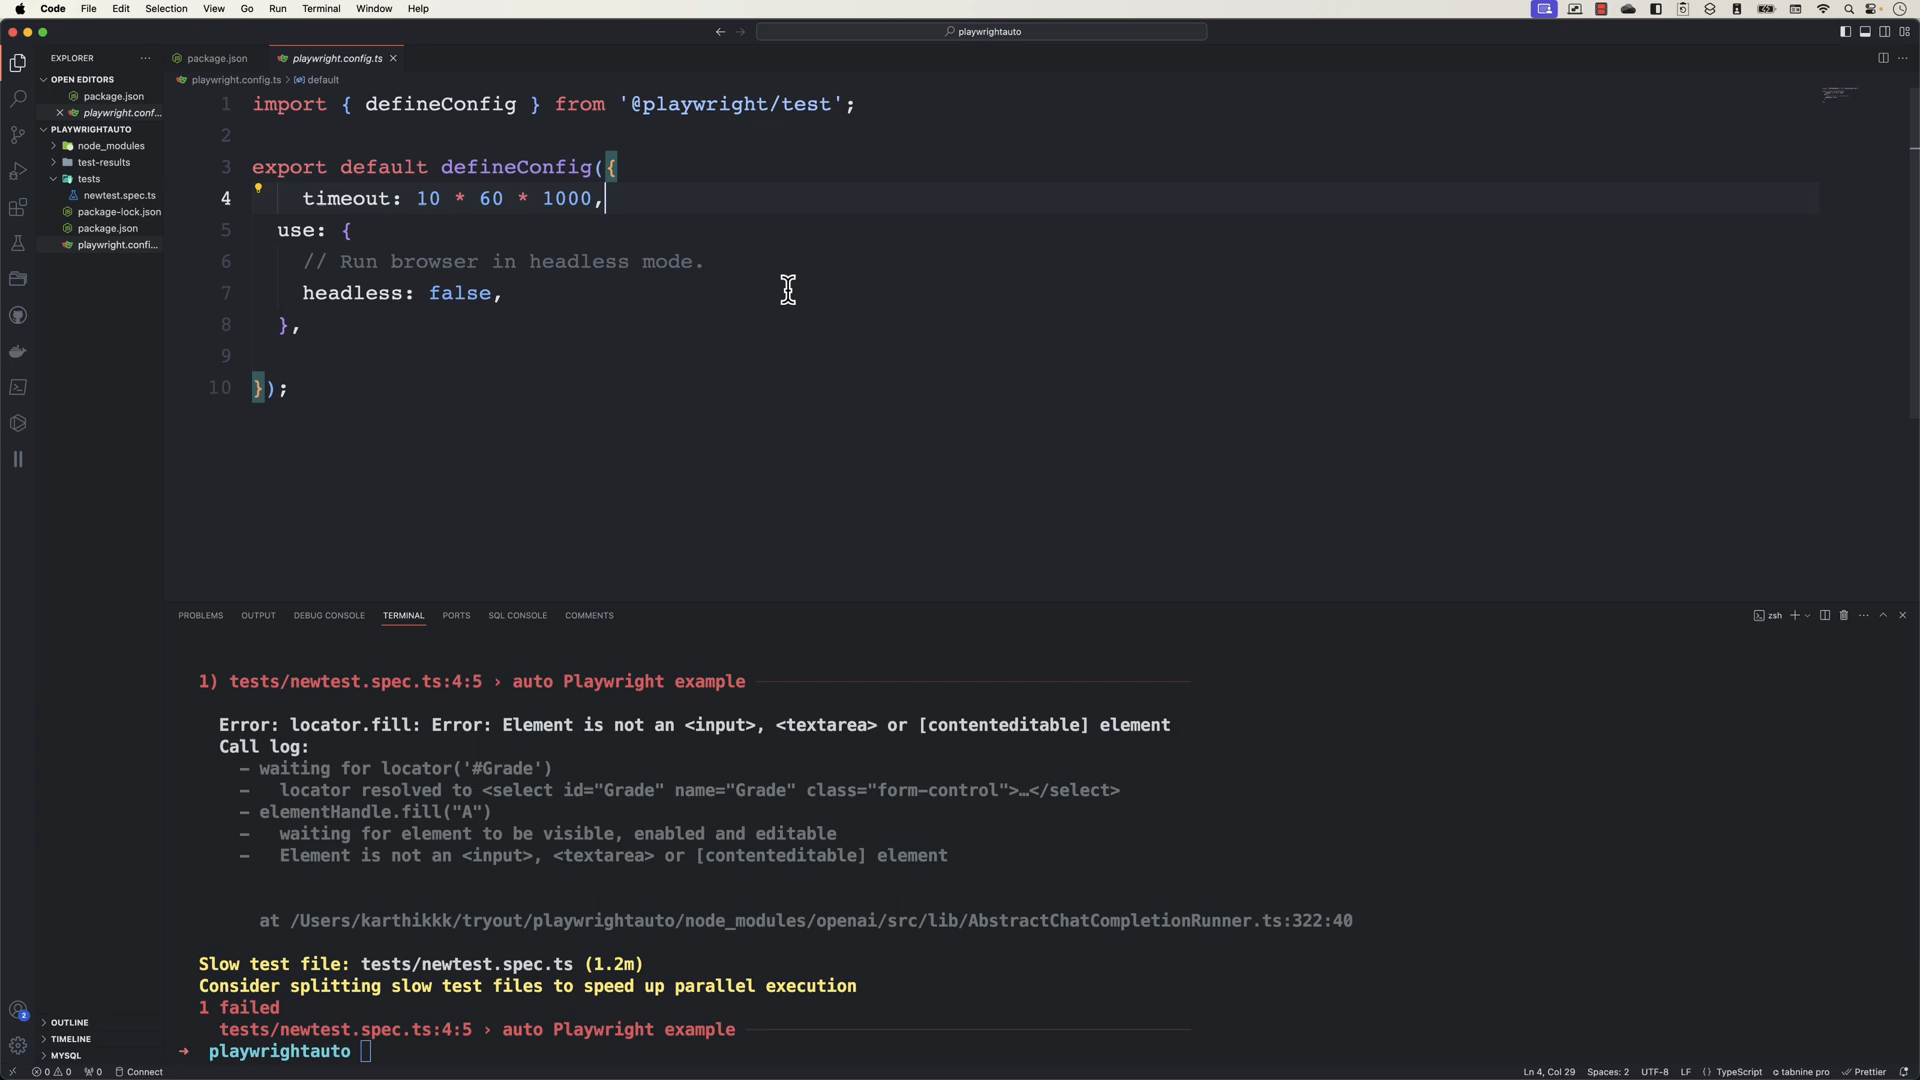 Code File Edit Selection View Go Run Terminal Window Help
playwrightauto
EXPLORER
OPEN EDITORS
package.json
playwright.conf...
PLAYWRIGHTAUTO
node_modules
test-results
tests
newtest.spec.ts
package-lock.json
package.json
playwright.confi...
OUTLINE
TIMELINE
MYSQL
package.json playwright.config.ts
playwright.config.ts > default
1 import { defineConfig } from '@playwright/test';
2
3 export default defineConfig({
4 timeout: 10 * 60 * 1000,
5 use: {
6 // Run browser in headless mode.
7 headless: false,
8 },
9
10 });
PROBLEMS OUTPUT DEBUG CONSOLE TERMINAL PORTS SQL CONSOLE COMMENTS
zsh
1) tests/newtest.spec.ts:4:5 › auto Playwright example
Error: locator.fill: Error: Element is not an <input>, <textarea> or [contenteditable] element
Call log:
– waiting for locator('#Grade')
– locator resolved to <select id="Grade" name="Grade" class="form-control">…</select>
– elementHandle.fill("A")
– waiting for element to be visible, enabled and editable
– Element is not an <input>, <textarea> or [contenteditable] element
at /Users/karthikkk/tryout/playwrightauto/node_modules/openai/src/lib/AbstractChatCompletionRunner.ts:322:40
Slow test file: tests/newtest.spec.ts (1.2m)
Consider splitting slow test files to speed up parallel execution
1 failed
tests/newtest.spec.ts:4:5 › auto Playwright example
→ playwrightauto
2
0 0 0 Connect
Ln 4, Col 29 Spaces: 2 UTF-8 LF {} TypeScript tabnine pro Prettier